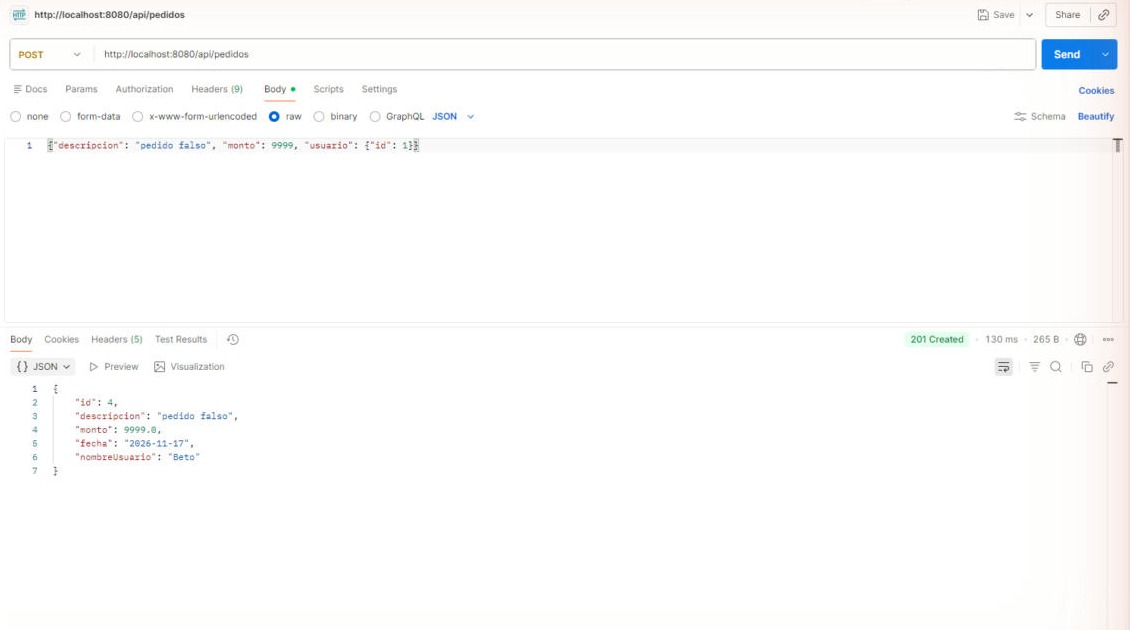 HTTP http://localhost:8080/api/pedidos Save Share
POST http://localhost:8080/api/pedidos Send
Docs Params Authorization Headers (9) Body Scripts Settings Cookies
none form-data x-www-form-urlencoded raw binary GraphQL JSON Schema Beautify
1 {"descripcion": "pedido falso", "monto": 9999, "usuario": {"id": 1}}
Body Cookies Headers (5) Test Results 201 Created 130 ms 265 B
{} JSON Preview Visualization
1 {
2 "id": 4,
3 "descripcion": "pedido falso",
4 "monto": 9999.0,
5 "fecha": "2026-11-17",
6 "nombreUsuario": "Beto"
7 }